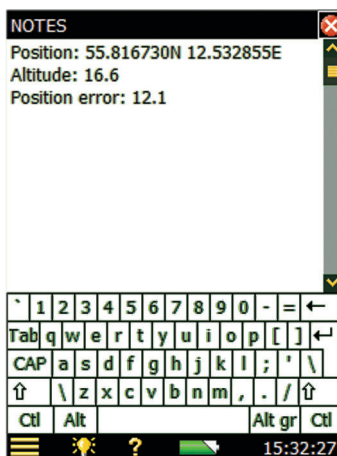 NOTES
Position: 55.816730N 12.532855E
Altitude: 16.6
Position error: 12.1
` 1 2 3 4 5 6 7 8 9 0 - = ←
Tab q w e r t y u i o p [ ] ↵
CAP a s d f g h j k l ; ' \
⇧ \ z x c v b n m , . / ⇧
Ctl Alt Alt gr Ctl
? 15:32:27